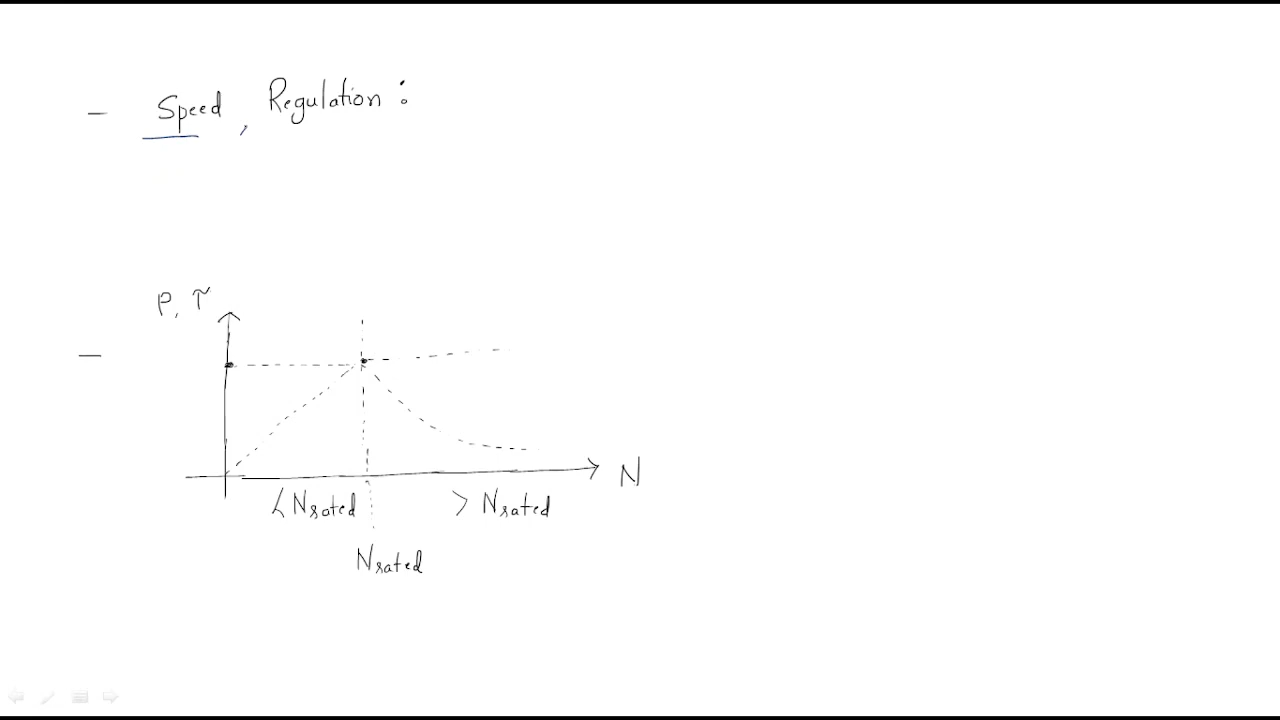 - Speed, Regulation :
P, T
-
N
< Nrated > Nrated
Nrated